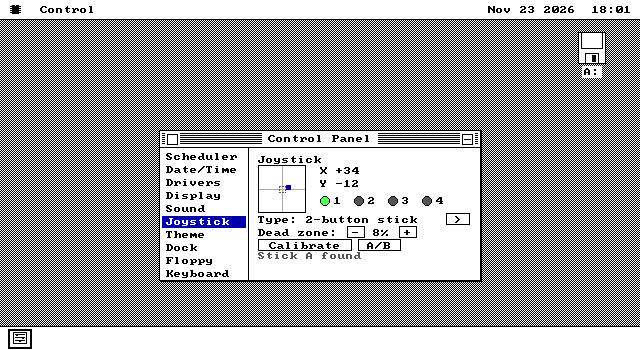 Control Nov 23 2026 18:01
A:
Control Panel
Scheduler
Date/Time
Drivers
Display
Sound
Joystick
Theme
Dock
Floppy
Keyboard
Joystick
X +34
Y -12
1 2 3 4
Type: 2-button stick >
Dead zone: - 8% +
Calibrate A/B
Stick A found